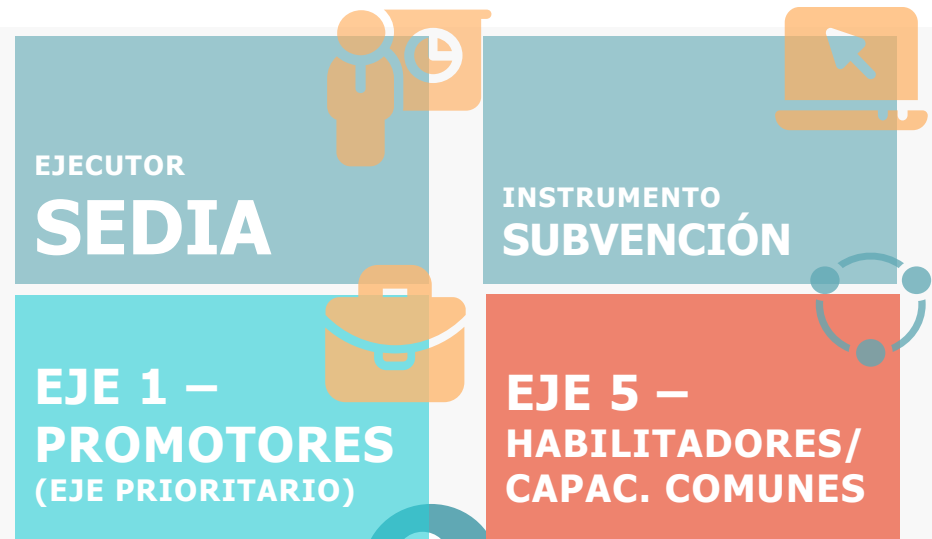 EJECUTOR
SEDIA
INSTRUMENTO
SUBVENCIÓN
EJE 1 –
PROMOTORES
(EJE PRIORITARIO)
EJE 5 –
HABILITADORES/
CAPAC. COMUNES